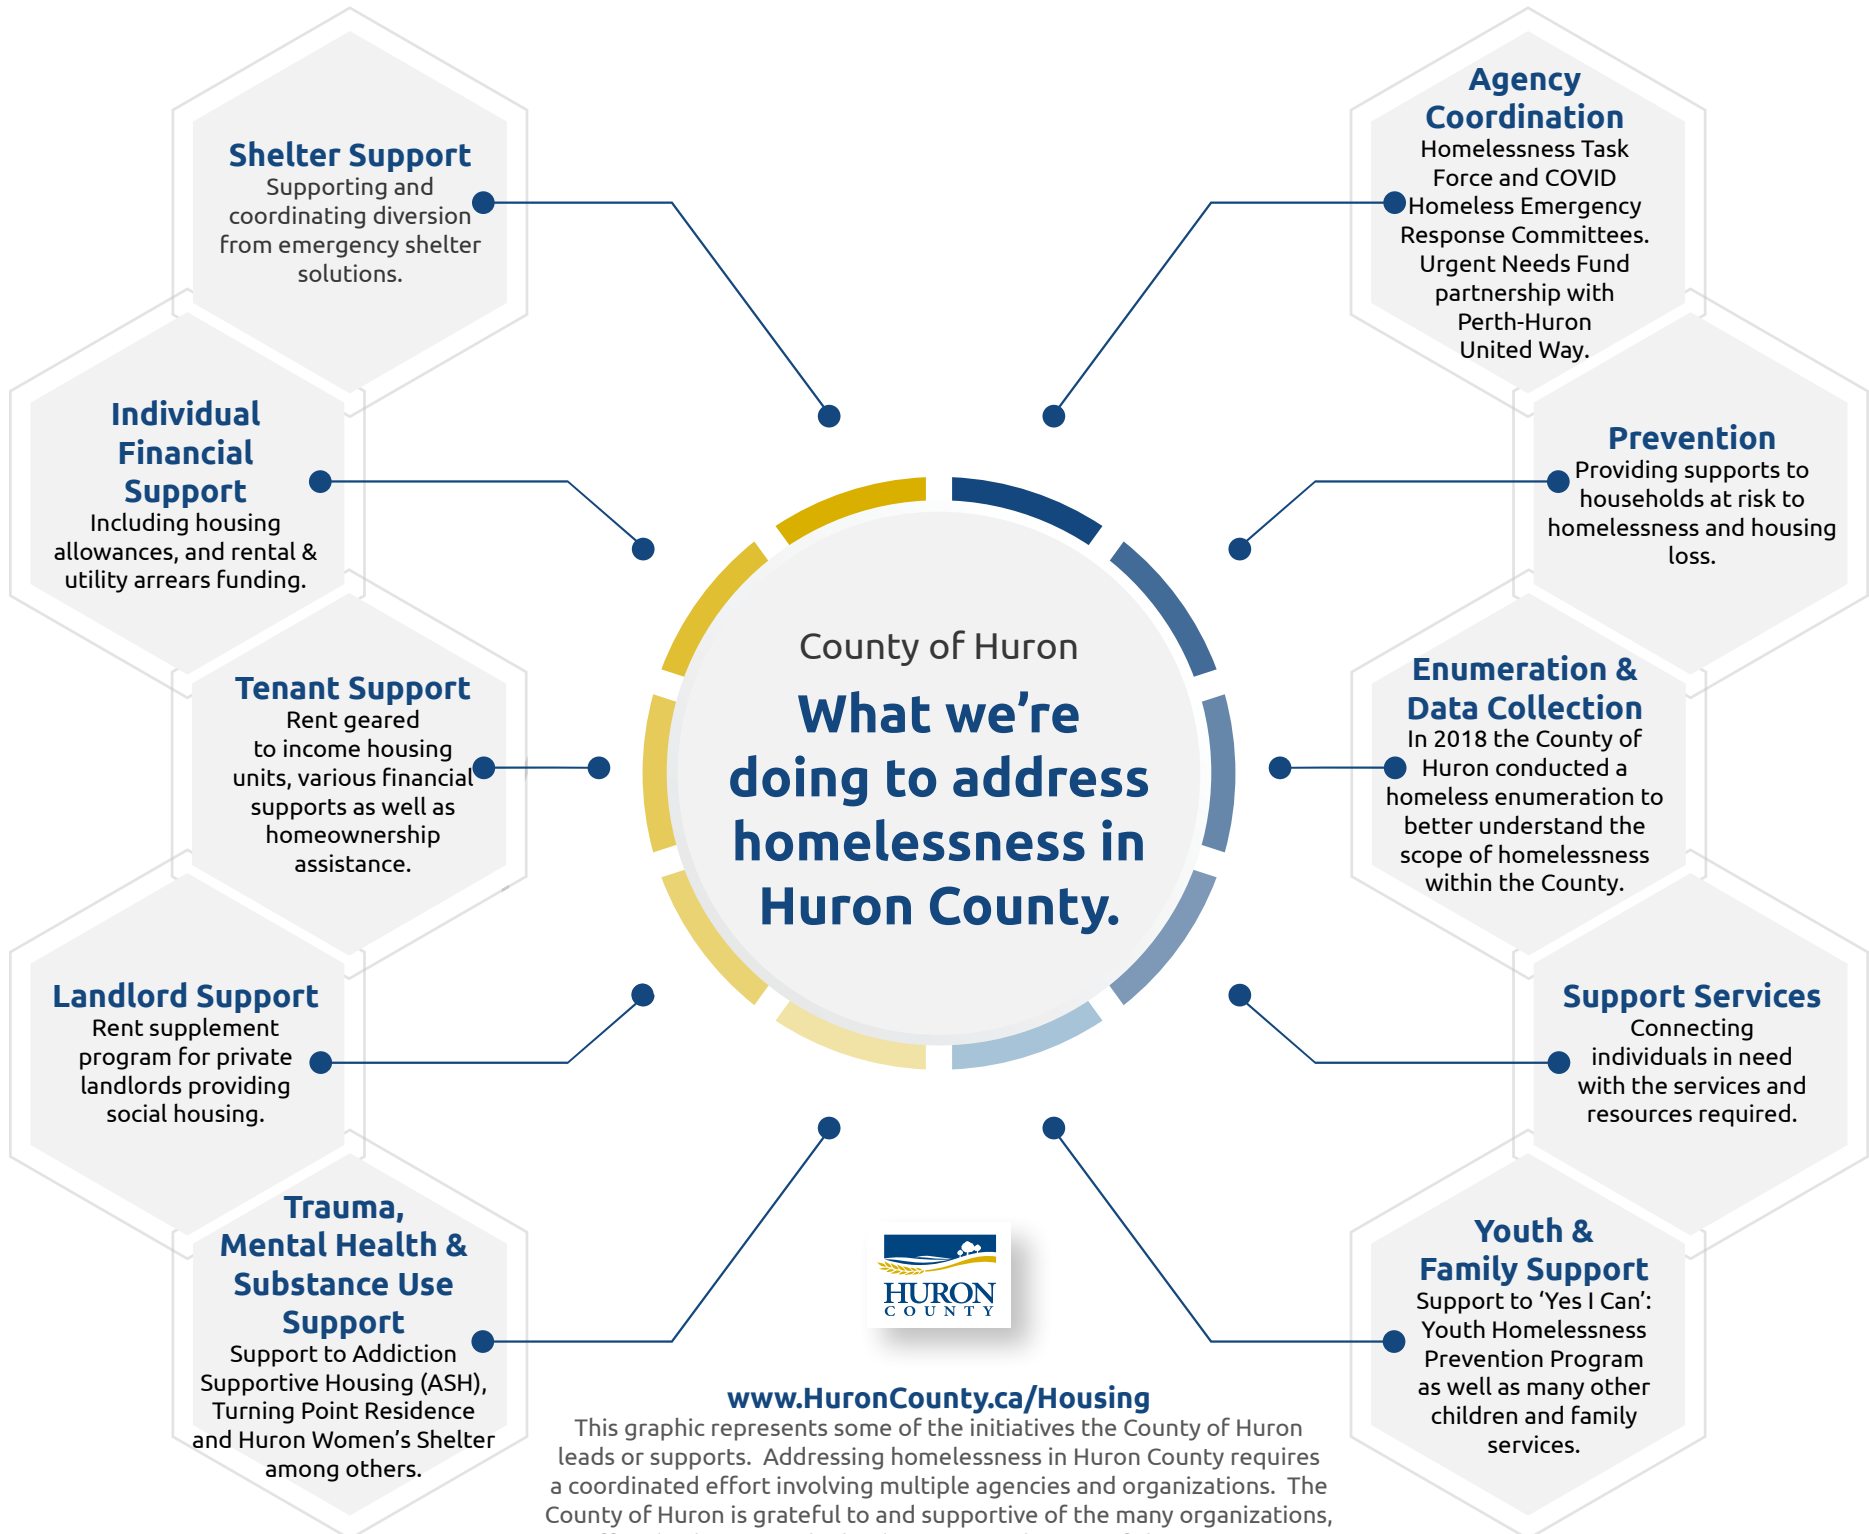 Shelter Support
Supporting and
coordinating diversion
from emergency shelter
solutions.
Individual
Financial
Support
Including housing
allowances, and rental &
utility arrears funding.
Tenant Support
Rent geared
to income housing
units, various financial
supports as well as
homeownership
assistance.
Landlord Support
Rent supplement
program for private
landlords providing
social housing.
Trauma,
Mental Health &
Substance Use
Support
Support to Addiction
Supportive Housing (ASH),
Turning Point Residence
and Huron Women’s Shelter
among others.
County of Huron
What we’re
doing to address
homelessness in
Huron County.
Agency
Coordination
Homelessness Task
Force and COVID
Homeless Emergency
Response Committees.
Urgent Needs Fund
partnership with
Perth-Huron
United Way.
Prevention
Providing supports to
households at risk to
homelessness and housing
loss.
Enumeration &
Data Collection
In 2018 the County of
Huron conducted a
homeless enumeration to
better understand the
scope of homelessness
within the County.
Support Services
Connecting
individuals in need
with the services and
resources required.
Youth &
Family Support
Support to ‘Yes I Can’:
Youth Homelessness
Prevention Program
as well as many other
children and family
services.
HURON
COUNTY
www.HuronCounty.ca/Housing
This graphic represents some of the initiatives the County of Huron
leads or supports. Addressing homelessness in Huron County requires
a coordinated effort involving multiple agencies and organizations. The
County of Huron is grateful to and supportive of the many organizations,